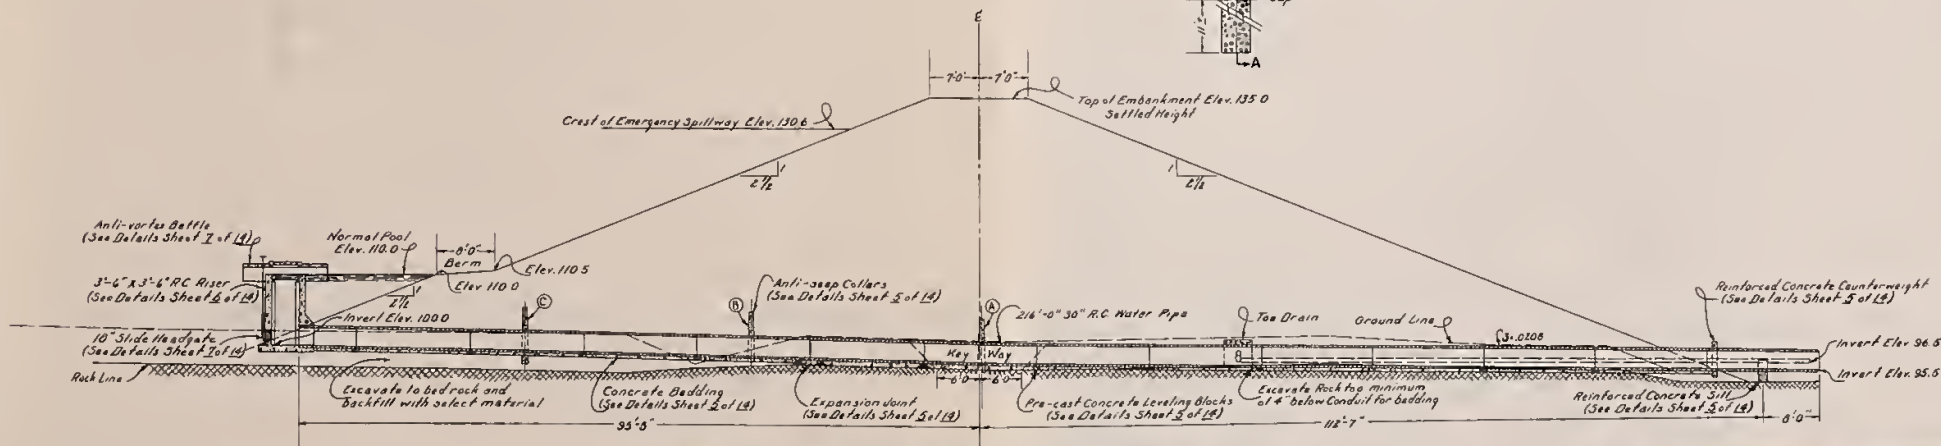 11'-2"
A
7'-0"
7'-0"
Top of Embankment Elev. 135.0
Settled Height
Crest of Emergency Spillway Elev. 130.6
1
2 1/2
1
2 1/2
Anti-vortex Baffle
(See Details Sheet 7 of 14)
Normal Pool
Elev. 110.0
8'-0"
Berm
Elev. 110.5
Elev 110.0
1
2 1/2
3'-6" x 3'-6" R.C. Riser
(See Details Sheet 6 of 14)
Invert Elev. 100.0
C
B
Anti-seep Collars
(See Details Sheet 5 of 14)
A
216'-0" 30" R.C. Water Pipe
Toe Drain
Ground Line
S=.0208
Reinforced Concrete Counterweight
(See Details Sheet 5 of 14)
10" Slide Headgate
(See Details Sheet 7 of 14)
Rock Line
Key Way
6'-0"
6'-0"
Invert Elev 96.6
Invert Elev. 95.6
Excavate to bed rock and
backfill with select material
Concrete Bedding
(See Details Sheet 5 of 14)
Expansion Joint
(See Details Sheet 5 of 14)
Pre-cast Concrete Leveling Blocks
(See Details Sheet 5 of 14)
Excavate Rock to a minimum
of 4" below Conduit for bedding
Reinforced Concrete Sill
(See Details Sheet 5 of 14)
8'-0"
95'-5"
112'-7"